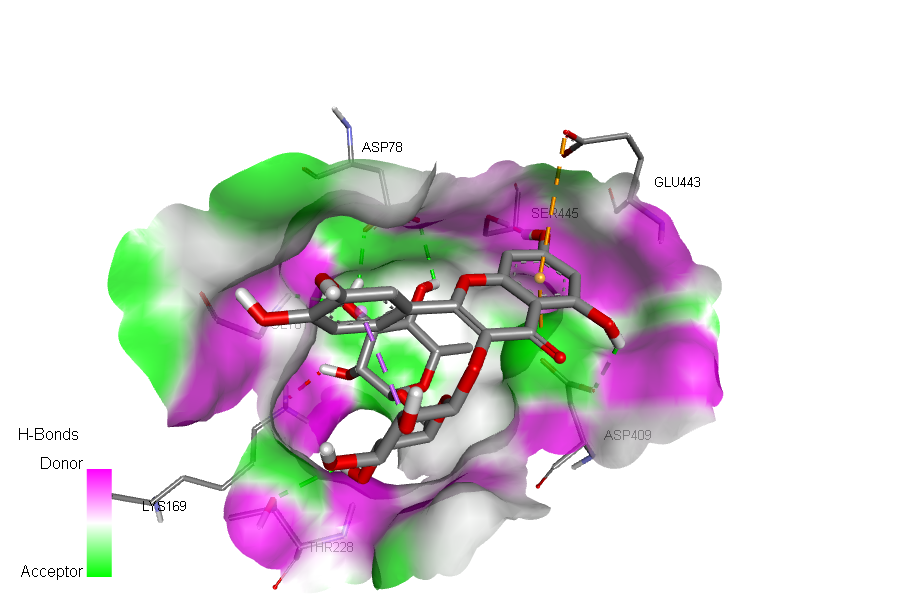 ASP78
GLU443
SER445
ASP409
H-Bonds
Donor
LYS169
THR228
Acceptor